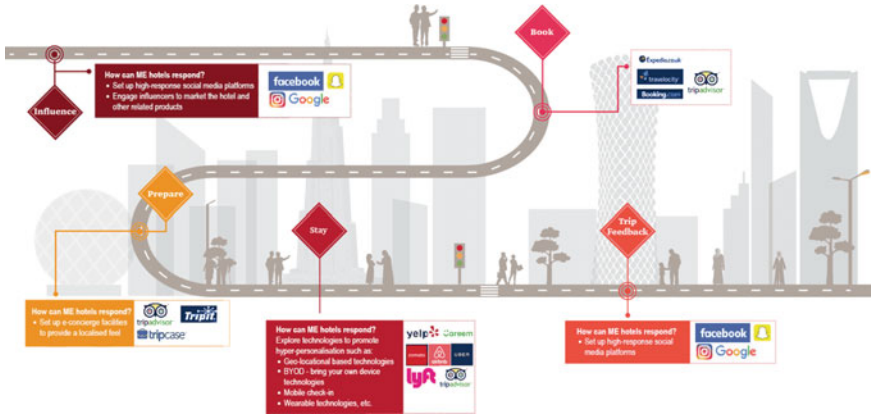 Book
Influence
How can ME hotels respond?
• Set up high-response social media platforms
• Engage influencers to market the hotel and
other related products
facebook
Google
Expedia.co.uk
travelocity
tripadvisor
Booking.com
Prepare
Stay
Trip
Feedback
How can ME hotels respond?
• Set up e-concierge facilities
to provide a localised feel
tripadvisor
TripIt
tripcase
How can ME hotels respond?
Explore technologies to promote
hyper-personalisation such as:
• Geo-locational based technologies
• BYOD - bring your own device
technologies
• Mobile check-in
• Wearable technologies, etc.
yelp
Careem
zomato
airbnb
UBER
lyft
tripadvisor
How can ME hotels respond?
• Set up high-response social
media platforms
facebook
Google